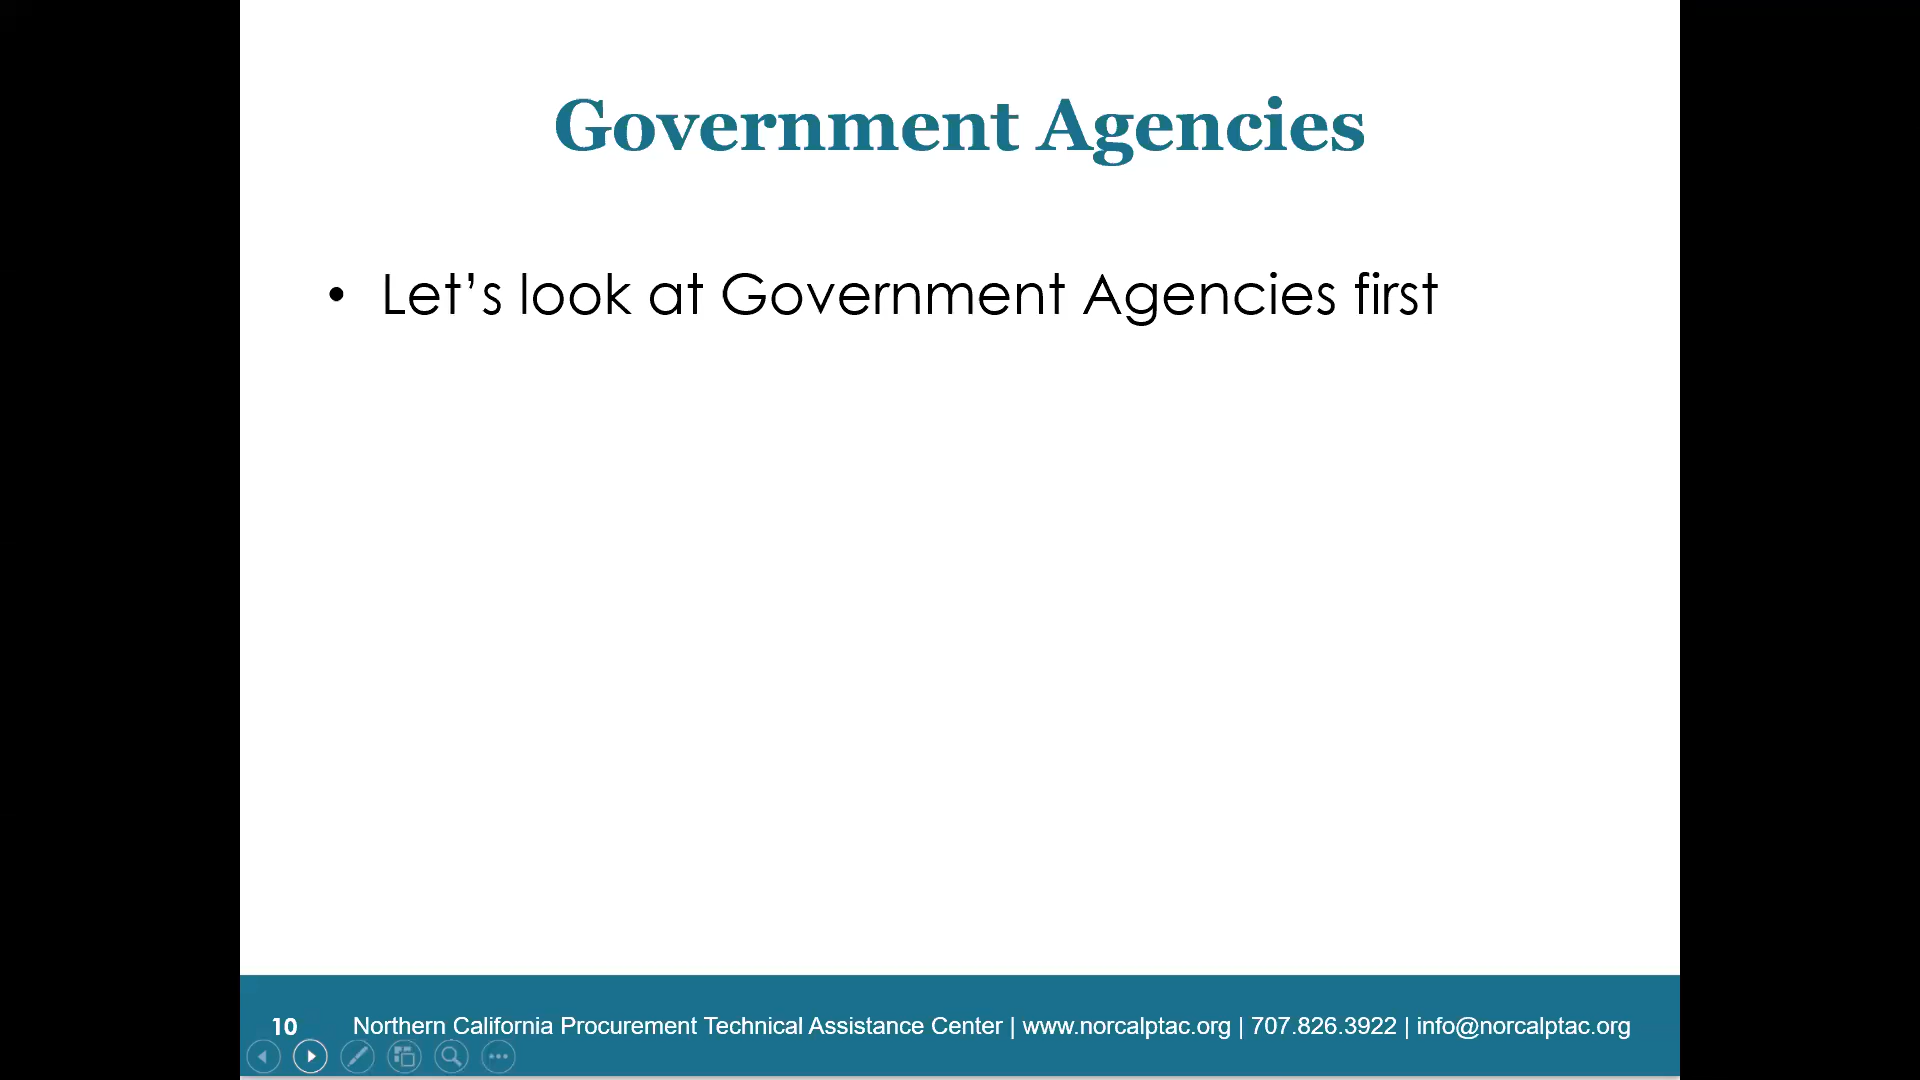 Government Agencies
• Let’s look at Government Agencies first
10 Northern California Procurement Technical Assistance Center | www.norcalptac.org | 707.826.3922 | info@norcalptac.org